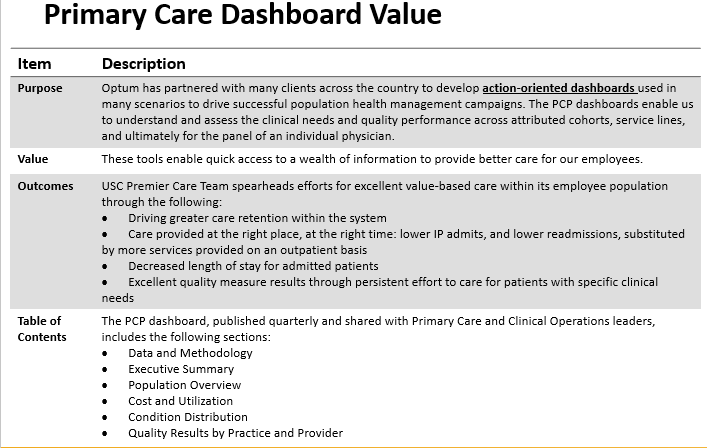 Primary Care Dashboard Value
Item Description
Purpose Optum has partnered with many clients across the country to develop action-oriented dashboards used in
many scenarios to drive successful population health management campaigns. The PCP dashboards enable us
to understand and assess the clinical needs and quality performance across attributed cohorts, service lines,
and ultimately for the panel of an individual physician.
Value These tools enable quick access to a wealth of information to provide better care for our employees.
Outcomes USC Premier Care Team spearheads efforts for excellent value-based care within its employee population
through the following:
• Driving greater care retention within the system
• Care provided at the right place, at the right time: lower IP admits, and lower readmissions, substituted
by more services provided on an outpatient basis
• Decreased length of stay for admitted patients
• Excellent quality measure results through persistent effort to care for patients with specific clinical
needs
Table of The PCP dashboard, published quarterly and shared with Primary Care and Clinical Operations leaders,
Contents includes the following sections:
• Data and Methodology
• Executive Summary
• Population Overview
• Cost and Utilization
• Condition Distribution
• Quality Results by Practice and Provider